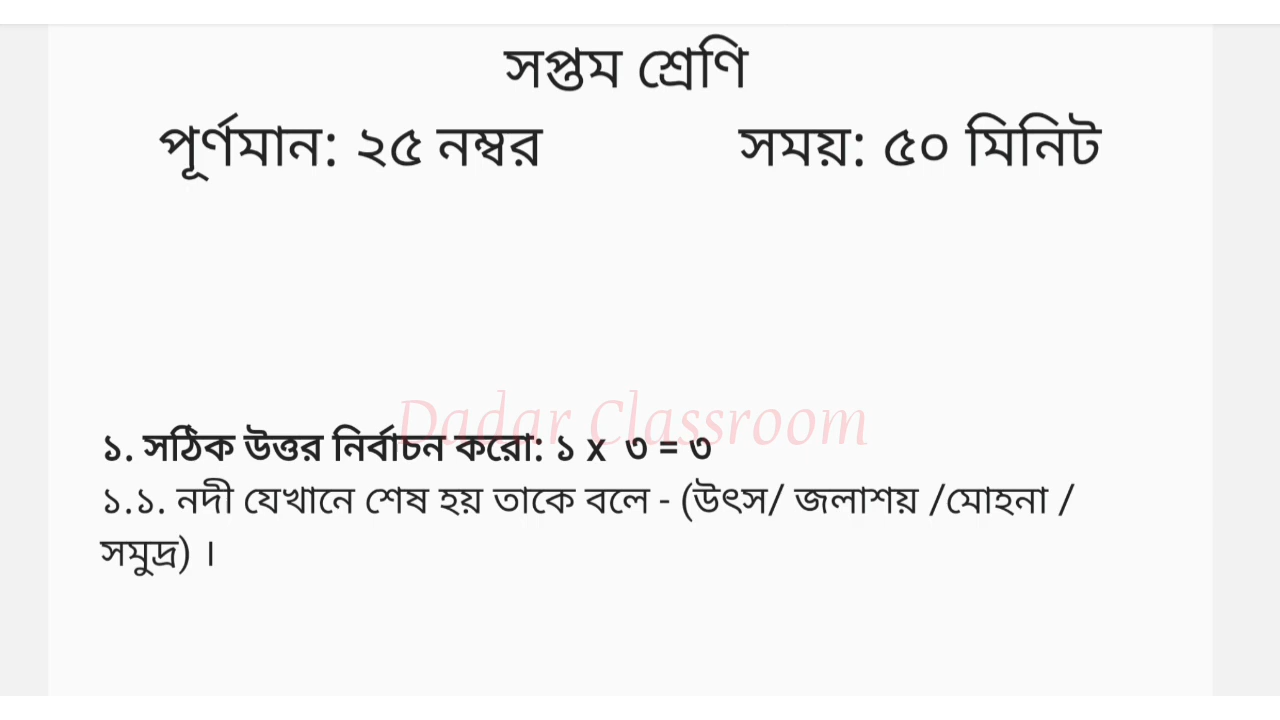 সপ্তম শ্রেণি
পূর্ণমান: ২৫ নম্বর সময়: ৫০ মিনিট
Dadar Classroom
১. সঠিক উত্তর নির্বাচন করো: ১ x ৩ = ৩
১.১. নদী যেখানে শেষ হয় তাকে বলে - (উৎস/ জলাশয় /মোহনা /
সমুদ্র) ।